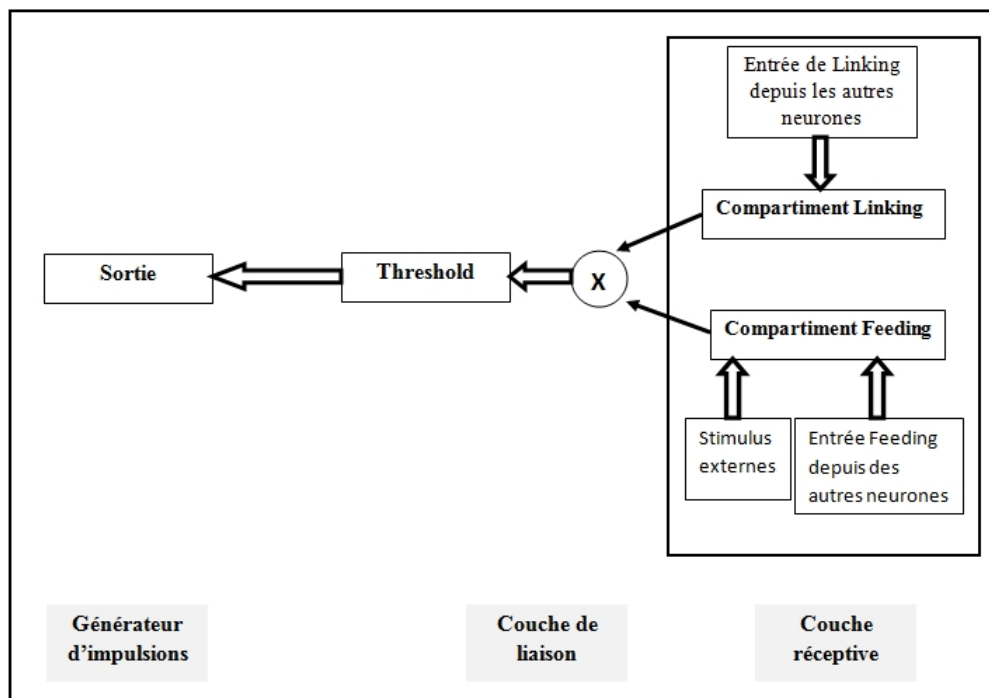 Entrée de Linking
depuis les autres
neurones
Compartiment Linking
Sortie
Threshold
X
Compartiment Feeding
Stimulus
externes
Entrée Feeding
depuis des
autres neurones
Générateur
d'impulsions
Couche de
liaison
Couche
réceptive